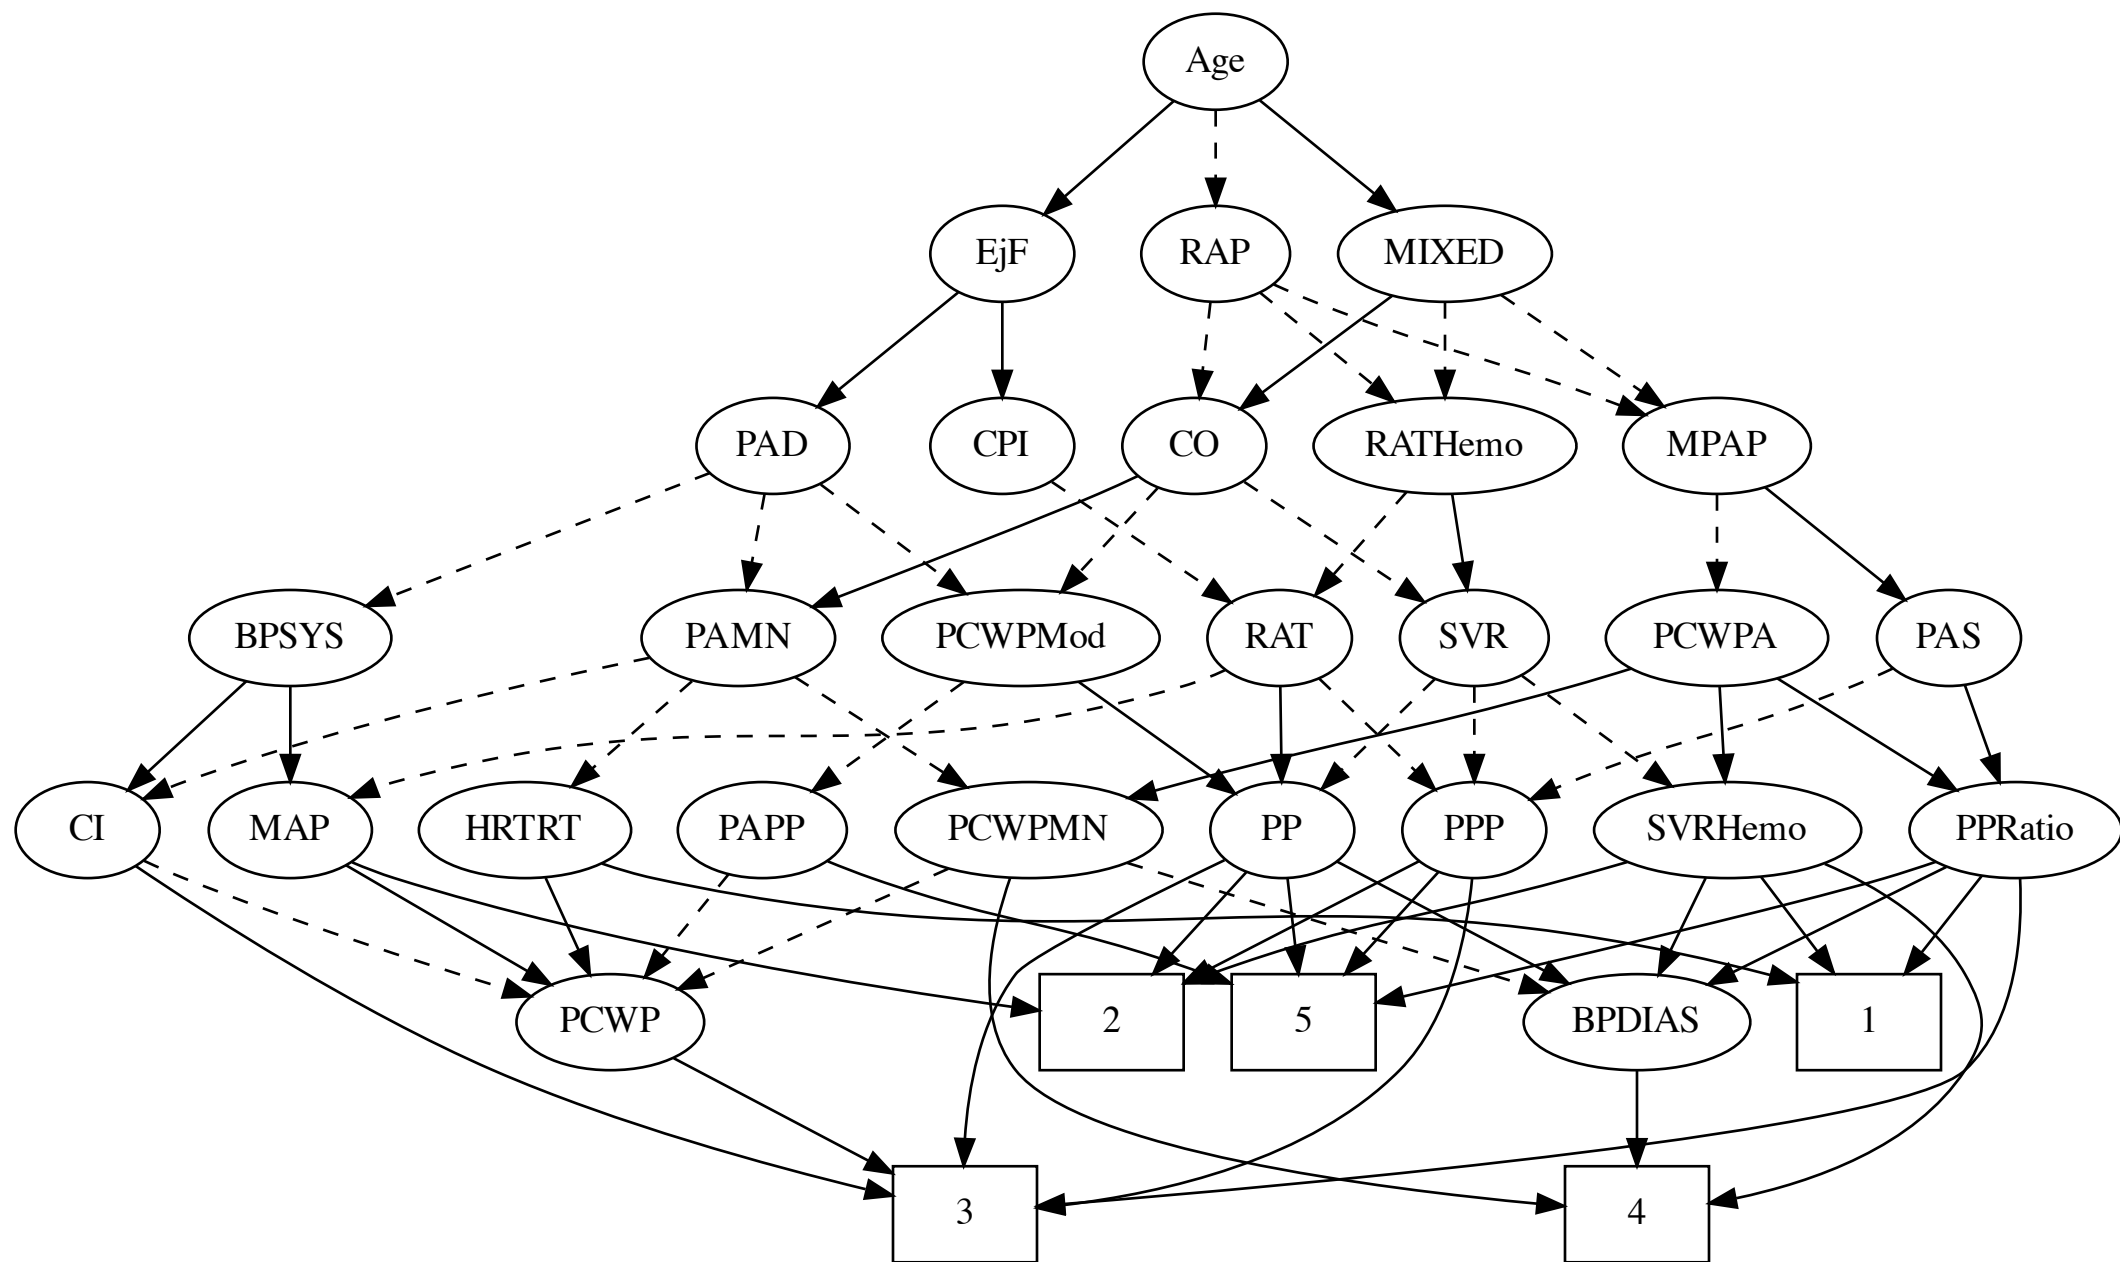 Age
EjF
RAP
MIXED
PAD
CPI
CO
RATHemo
MPAP
BPSYS
PAMN
PCWPMod
RAT
SVR
PCWPA
PAS
CI
MAP
HRTRT
PAPP
PCWPMN
PP
PPP
SVRHemo
PPRatio
PCWP
2
5
BPDIAS
1
3
4